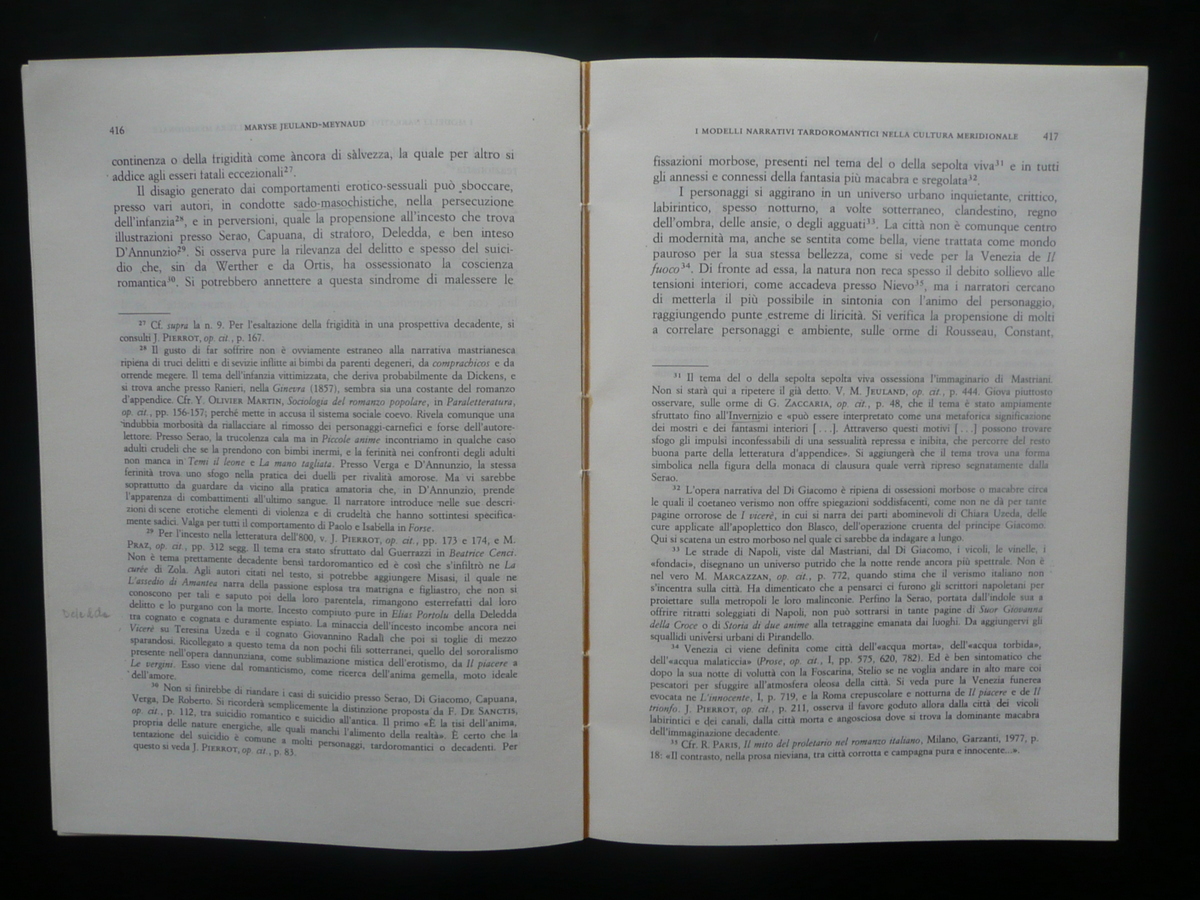 416
MARYSE JEULAND-MEYNAUD
continenza o della frigidità come àncora di sàlvezza, la quale per altro si
addice agli esseri fatali eccezionali27.
Il disagio generato dai comportamenti erotico-sessuali può sboccare,
presso vari autori, in condotte sado-masochistiche, nella persecuzione
dell'infanzia28, e in perversioni, quale la propensione all'incesto che trova
illustrazioni presso Serao, Capuana, di straforo, Deledda, e ben inteso
D'Annunzio29. Si osserva pure la rilevanza del delitto e spesso del suici-
dio che, sin da Werther e da Ortis, ha ossessionato la coscienza
romantica30. Si potrebbero annettere a questa sindrome di malessere le
27 Cf. supra la n. 9. Per l'esaltazione della frigidità in una prospettiva decadente, si
consulti J. PIERROT, op. cit., p. 167.
28 Il gusto di far soffrire non è ovviamente estraneo alla narrativa mastrianesca
ripiena di truci delitti e di sevizie inflitte ai bimbi da parenti degeneri, da comprachicos e da
orrende megere. Il tema dell'infanzia vittimizzata, che deriva probabilmente da Dickens, e
si trova anche presso Ranieri, nella Ginevra (1857), sembra sia una costante del romanzo
d'appendice. Cfr. Y. OLIVIER MARTIN, Sociologia del romanzo popolare, in Paraletteratura,
op. cit., pp. 156-157; perché mette in accusa il sistema sociale coevo. Rivela comunque una
indubbia morbosità da riallacciare al rimosso dei personaggi-carnefici e forse dell'autore-
lettore. Presso Serao, la truculenza cala ma in Piccole anime incontriamo in qualche caso
adulti crudeli che se la prendono con bimbi inermi, e la ferinità nei confronti degli adulti
non manca in Temi il leone e La mano tagliata. Presso Verga e D'Annunzio, la stessa
ferinità trova uno sfogo nella pratica dei duelli per rivalità amorose. Ma vi sarebbe
soprattutto da guardare da vicino alla pratica amatoria che, in D'Annunzio, prende
l'apparenza di combattimenti all'ultimo sangue. Il narratore introduce nelle sue descri-
zioni di scene erotiche elementi di violenza e di crudeltà che hanno sottintesi specifica-
mente sadici. Valga per tutti il comportamento di Paolo e Isabella in Forse.
29 Per l'incesto nella letteratura dell'800, v. J. PIERROT, op. cit., pp. 173 e 174, e M.
PRAZ, op. cit., pp. 312 segg. Il tema era stato sfruttato dal Guerrazzi in Beatrice Cenci.
Non è tema prettamente decadente bensì tardoromantico ed è così che s'infiltrò ne La
curée di Zola. Agli autori citati nel testo, si potrebbe aggiungere Misasi, il quale ne
L'assedio di Amantea narra della passione esplosa tra matrigna e figliastro, che non si
conoscono per tali e saputo poi della loro parentela, rimangono esterrefatti dal loro
delitto e lo purgano con la morte. Incesto compiuto pure in Elias Portolu della Deledda
tra cognato e cognata e duramente espiato. La minaccia dell'incesto incombe ancora nei
Viceré su Teresina Uzeda e il cognato Giovannino Radalì che poi si toglie di mezzo
sparandosi. Ricollegato a questo tema da non pochi fili sotterranei, quello del sororalismo
presente nell'opera dannunziana, come sublimazione mistica dell'erotismo, da Il piacere a
Le vergini. Esso viene dal romanticismo, come ricerca dell'anima gemella, moto ideale
dell'amore.
30 Non si finirebbe di riandare i casi di suicidio presso Serao, Di Giacomo, Capuana,
Verga, De Roberto. Si ricorderà semplicemente la distinzione proposta da F. DE SANCTIS,
op. cit., p. 112, tra suicidio romantico e suicidio all'antica. Il primo «È la tisi dell'anima,
propria delle nature energiche, alle quali manchi l'alimento della realtà». È certo che la
tentazione del suicidio è comune a molti personaggi, tardoromantici o decadenti. Per
questo si veda J. PIERROT, op. cit., p. 83.
Deledda
I MODELLI NARRATIVI TARDOROMANTICI NELLA CULTURA MERIDIONALE
417
fissazioni morbose, presenti nel tema del o della sepolta viva31 e in tutti
gli annessi e connessi della fantasia più macabra e sregolata32.
I personaggi si aggirano in un universo urbano inquietante, crittico,
labirintico, spesso notturno, a volte sotterraneo, clandestino, regno
dell'ombra, delle ansie, o degli agguati33. La città non è comunque centro
di modernità ma, anche se sentita come bella, viene trattata come mondo
pauroso per la sua stessa bellezza, come si vede per la Venezia de Il
fuoco34. Di fronte ad essa, la natura non reca spesso il debito sollievo alle
tensioni interiori, come accadeva presso Nievo35, ma i narratori cercano
di metterla il più possibile in sintonia con l'animo del personaggio,
raggiungendo punte estreme di liricità. Si verifica la propensione di molti
a correlare personaggi e ambiente, sulle orme di Rousseau, Constant,
31 Il tema del o della sepolta sepolta viva ossessiona l'immaginario di Mastriani.
Non si starà qui a ripetere il già detto. V. M. JEULAND, op. cit., p. 444. Giova piuttosto
osservare, sulle orme di G. ZACCARIA, op. cit., p. 48, che il tema è stato ampiamente
sfruttato fino all'Invernizio e «può essere interpretato come una metaforica significazione
dei mostri e dei fantasmi interiori [...]. Attraverso questi motivi [...] possono trovare
sfogo gli impulsi inconfessabili di una sessualità repressa e inibita, che percorre del resto
buona parte della letteratura d'appendice». Si aggiungerà che il tema trova una forma
simbolica nella figura della monaca di clausura quale verrà ripreso segnatamente dalla
Serao.
32 L'opera narrativa del Di Giacomo è ripiena di ossessioni morbose o macabre circa
le quali il coetaneo verismo non offre spiegazioni soddisfacenti, come non ne dà per tante
pagine orrorose de I vicerè, in cui si narra dei parti abominevoli di Chiara Uzeda, delle
cure applicate all'apoplettico don Blasco, dell'operazione cruenta del principe Giacomo.
Qui si scatena un estro morboso nel quale ci sarebbe da indagare a lungo.
33 Le strade di Napoli, viste dal Mastriani, dal Di Giacomo, i vicoli, le vinelle, i
«fondaci», disegnano un universo putrido che la notte rende ancora più spettrale. Non è
nel vero M. MARCAZZAN, op. cit., p. 772, quando stima che il verismo italiano non
s'incentra sulla città. Ha dimenticato che a pensarci ci furono gli scrittori napoletani per
proiettare sulla metropoli le loro malinconie. Perfino la Serao, portata dall'indole sua a
offrire ritratti soleggiati di Napoli, non può sottrarsi in tante pagine di Suor Giovanna
della Croce o di Storia di due anime alla tetraggine emanata dai luoghi. Da aggiungervi gli
squallidi universi urbani di Pirandello.
34 Venezia ci viene definita come città dell'«acqua morta», dell'«acqua torbida»,
dell'«acqua malaticcia» (Prose, op. cit., I, pp. 575, 620, 782). Ed è ben sintomatico che
dopo la sua notte di voluttà con la Foscarina, Stelio se ne voglia andare in alto mare coi
pescatori per sfuggire all'atmosfera oleosa della città. Si veda pure la Venezia funerea
evocata ne L'innocente, I, p. 719, e la Roma crepuscolare e notturna de Il piacere e de Il
trionfo. J. PIERROT, op. cit., p. 211, osserva il favore goduto allora dalla città dei vicoli
labirintici e dei canali, dalla città morta e angosciosa dove si trova la dominante macabra
dell'immaginazione decadente.
35 Cfr. R. PARIS, Il mito del proletario nel romanzo italiano, Milano, Garzanti, 1977, p.
18: «Il contrasto, nella prosa nieviana, tra città corrotta e campagna pura e innocente...».